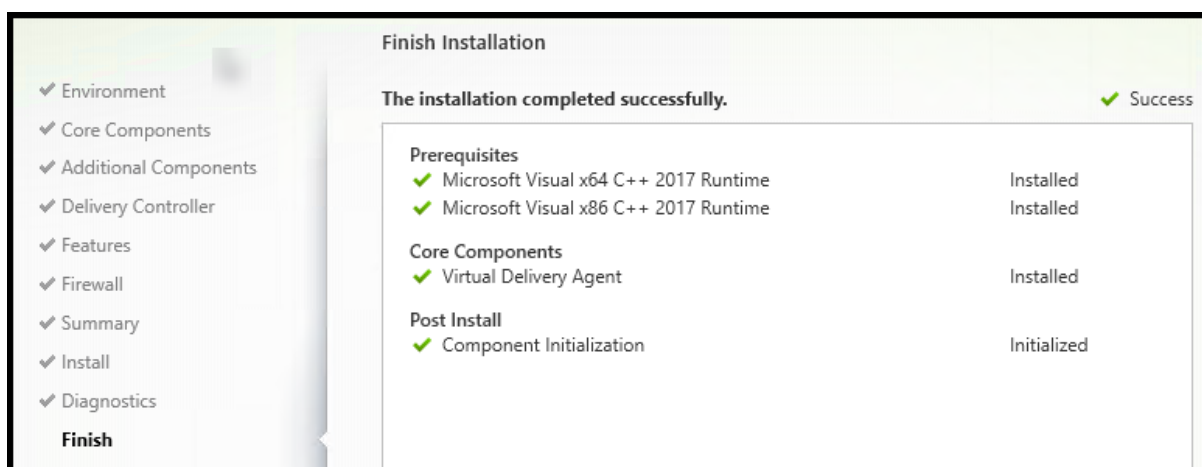 Finish Installation
Environment
Core Components
Additional Components
Delivery Controller
Features
Firewall
Summary
Install
Diagnostics
Finish
The installation completed successfully. Success
Prerequisites
Microsoft Visual x64 C++ 2017 Runtime Installed
Microsoft Visual x86 C++ 2017 Runtime Installed
Core Components
Virtual Delivery Agent Installed
Post Install
Component Initialization Initialized